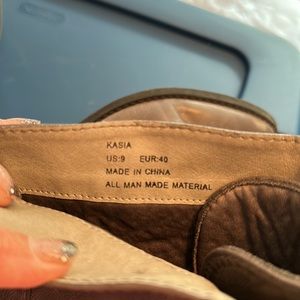 KASIA
US:9 EUR:40
MADE IN CHINA
ALL MAN MADE MATERIAL